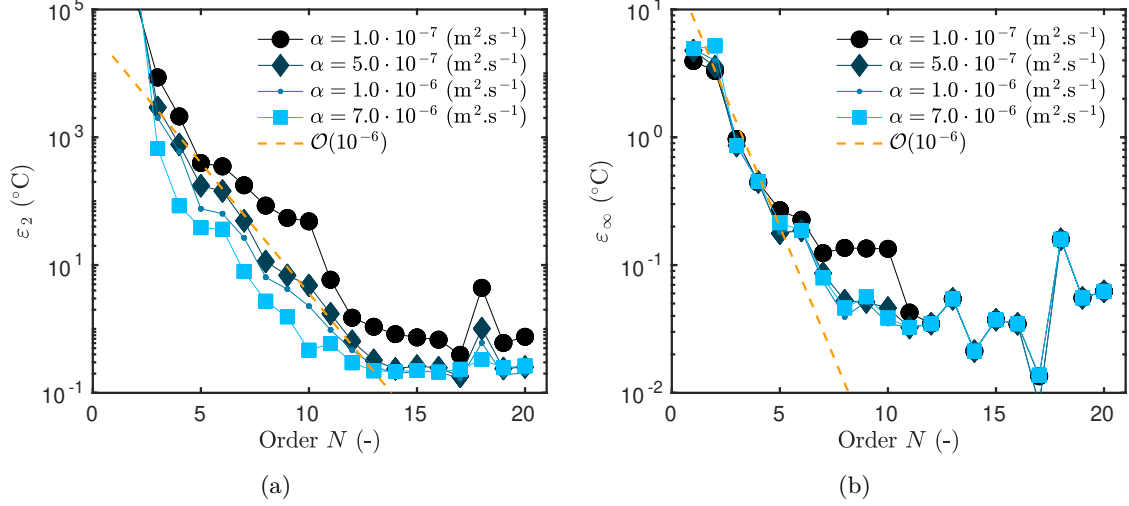 10^5
10^3
10^1
10^-1
ε_2 (°C)
0 5 10 15 20
Order N (-)
α = 1.0 · 10^-7 (m^2.s^-1)
α = 5.0 · 10^-7 (m^2.s^-1)
α = 1.0 · 10^-6 (m^2.s^-1)
α = 7.0 · 10^-6 (m^2.s^-1)
O(10^-6)
(a)
10^1
10^0
10^-1
10^-2
ε_∞ (°C)
0 5 10 15 20
Order N (-)
α = 1.0 · 10^-7 (m^2.s^-1)
α = 5.0 · 10^-7 (m^2.s^-1)
α = 1.0 · 10^-6 (m^2.s^-1)
α = 7.0 · 10^-6 (m^2.s^-1)
O(10^-6)
(b)